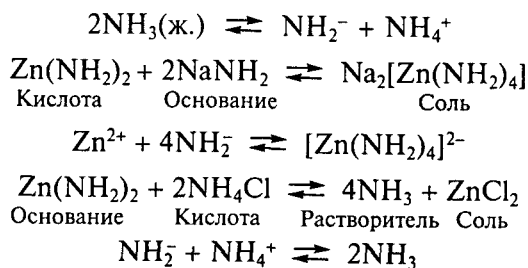 2NH₃(ж.) ⇄ NH₂⁻ + NH₄⁺
Zn(NH₂)₂ + 2NaNH₂ ⇄ Na₂[Zn(NH₂)₄]
Кислота Основание Соль
Zn²⁺ + 4NH₂⁻ ⇄ [Zn(NH₂)₄]²⁻
Zn(NH₂)₂ + 2NH₄Cl ⇄ 4NH₃ + ZnCl₂
Основание Кислота Растворитель Соль
NH₂⁻ + NH₄⁺ ⇄ 2NH₃